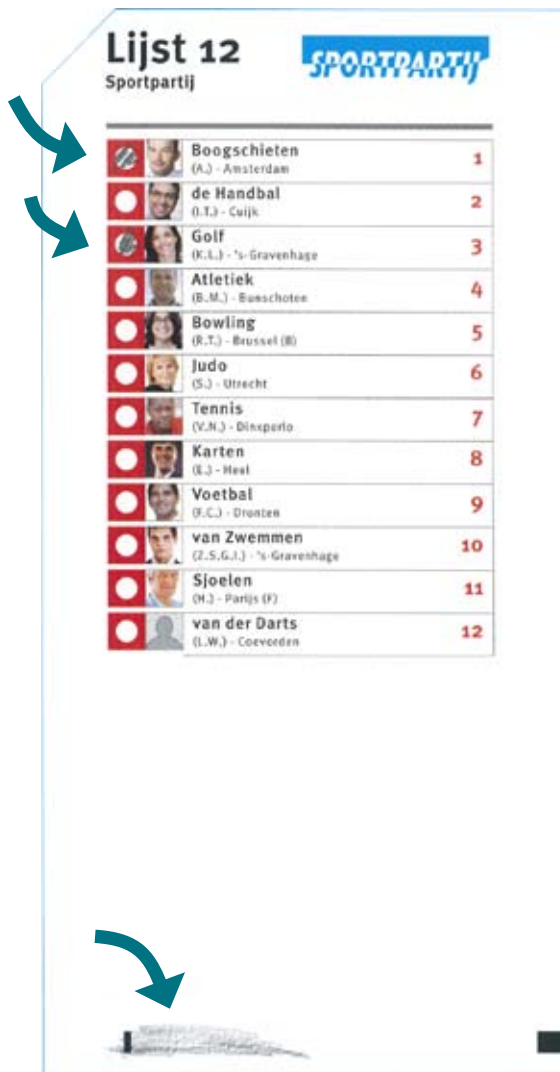 Lijst 12
SPORTPARTIJ
Sportpartij
Boogschieten 1
(A.) - Amsterdam
de Handbal 2
(I.T.) - Cuijk
Golf 3
(K.L.) - 's-Gravenhage
Atletiek 4
(B.M.) - Bunschoten
Bowling 5
(R.T.) - Brussel (B)
Judo 6
(S.) - Utrecht
Tennis 7
(V.N.) - Dinxperlo
Karten 8
(E.) - Heel
Voetbal 9
(F.C.) - Dronten
van Zwemmen 10
(Z.S.G.I.) - 's-Gravenhage
Sjoelen 11
(H.) - Parijs (F)
van der Darts 12
(L.W.) - Coevorden